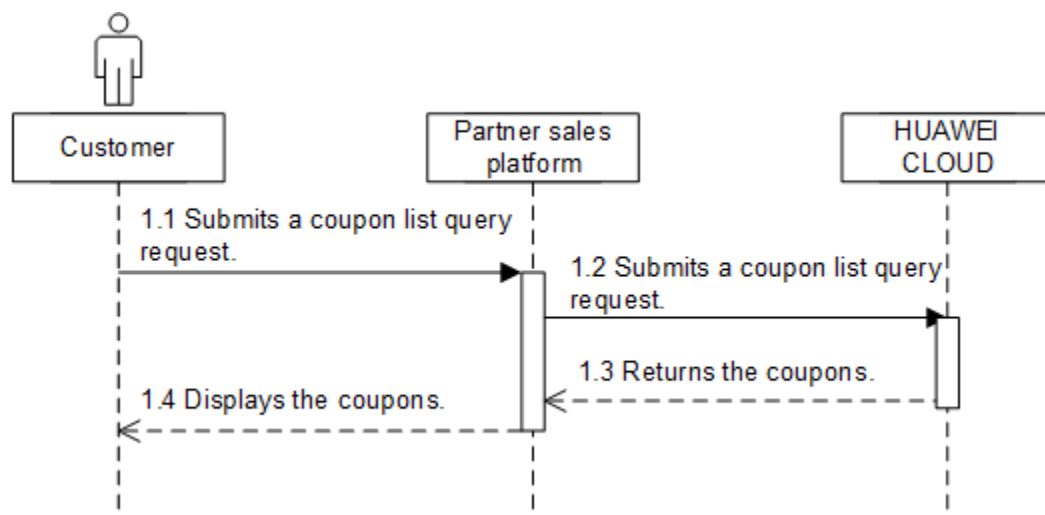 Customer
Partner sales
platform
HUAWEI
CLOUD
1.1 Submits a coupon list query
request.
1.2 Submits a coupon list query
request.
1.3 Returns the coupons.
1.4 Displays the coupons.